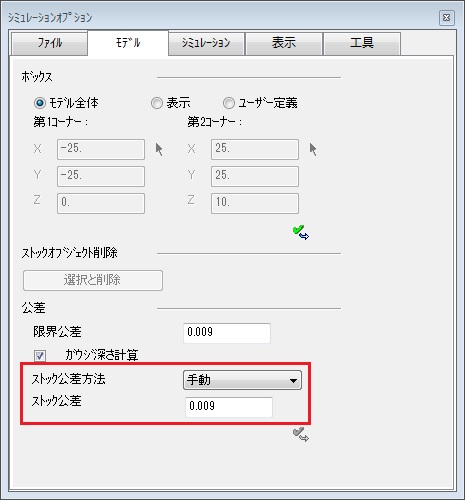 シミュレーションオプション
ファイル モデル シミュレーション 表示 工具
ボックス
モデル全体 表示 ユーザー定義
第1コーナー: 第2コーナー:
X -25. X 25.
Y -25. Y 25.
Z 0. Z 10.
ストックオブジェクト削除
選択と削除
公差
限界公差 0.009
ガウジ深さ計算
ストック公差方法 手動
ストック公差 0.009